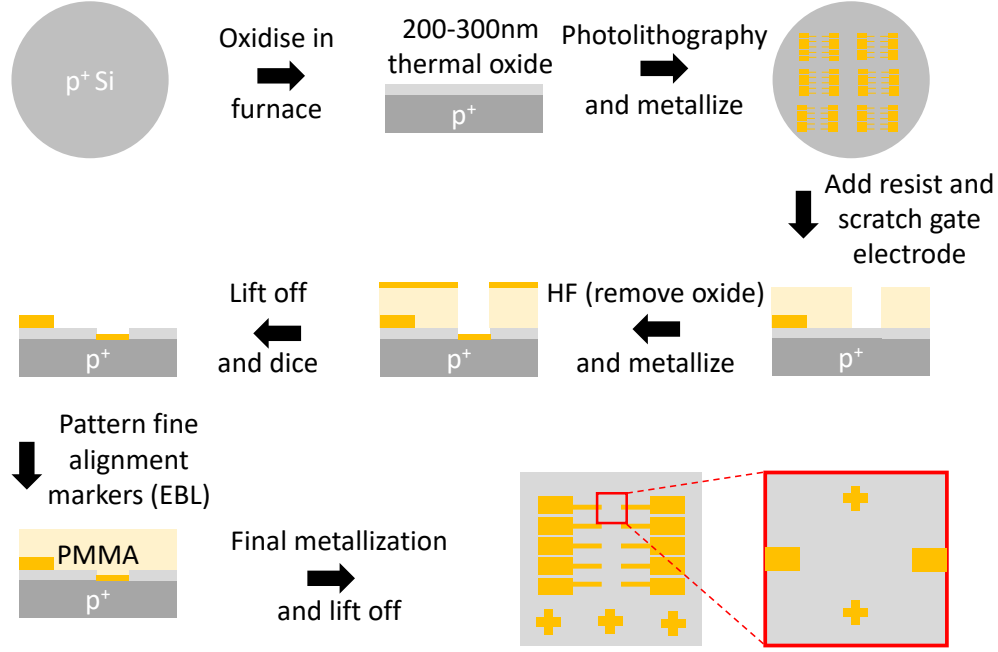 p⁺ Si
Oxidise in
furnace
200-300nm
thermal oxide
p⁺
Photolithography
and metallize
Add resist and
scratch gate
electrode
p⁺
HF (remove oxide)
and metallize
p⁺
Lift off
and dice
p⁺
Pattern fine
alignment
markers (EBL)
PMMA
p⁺
Final metallization
and lift off